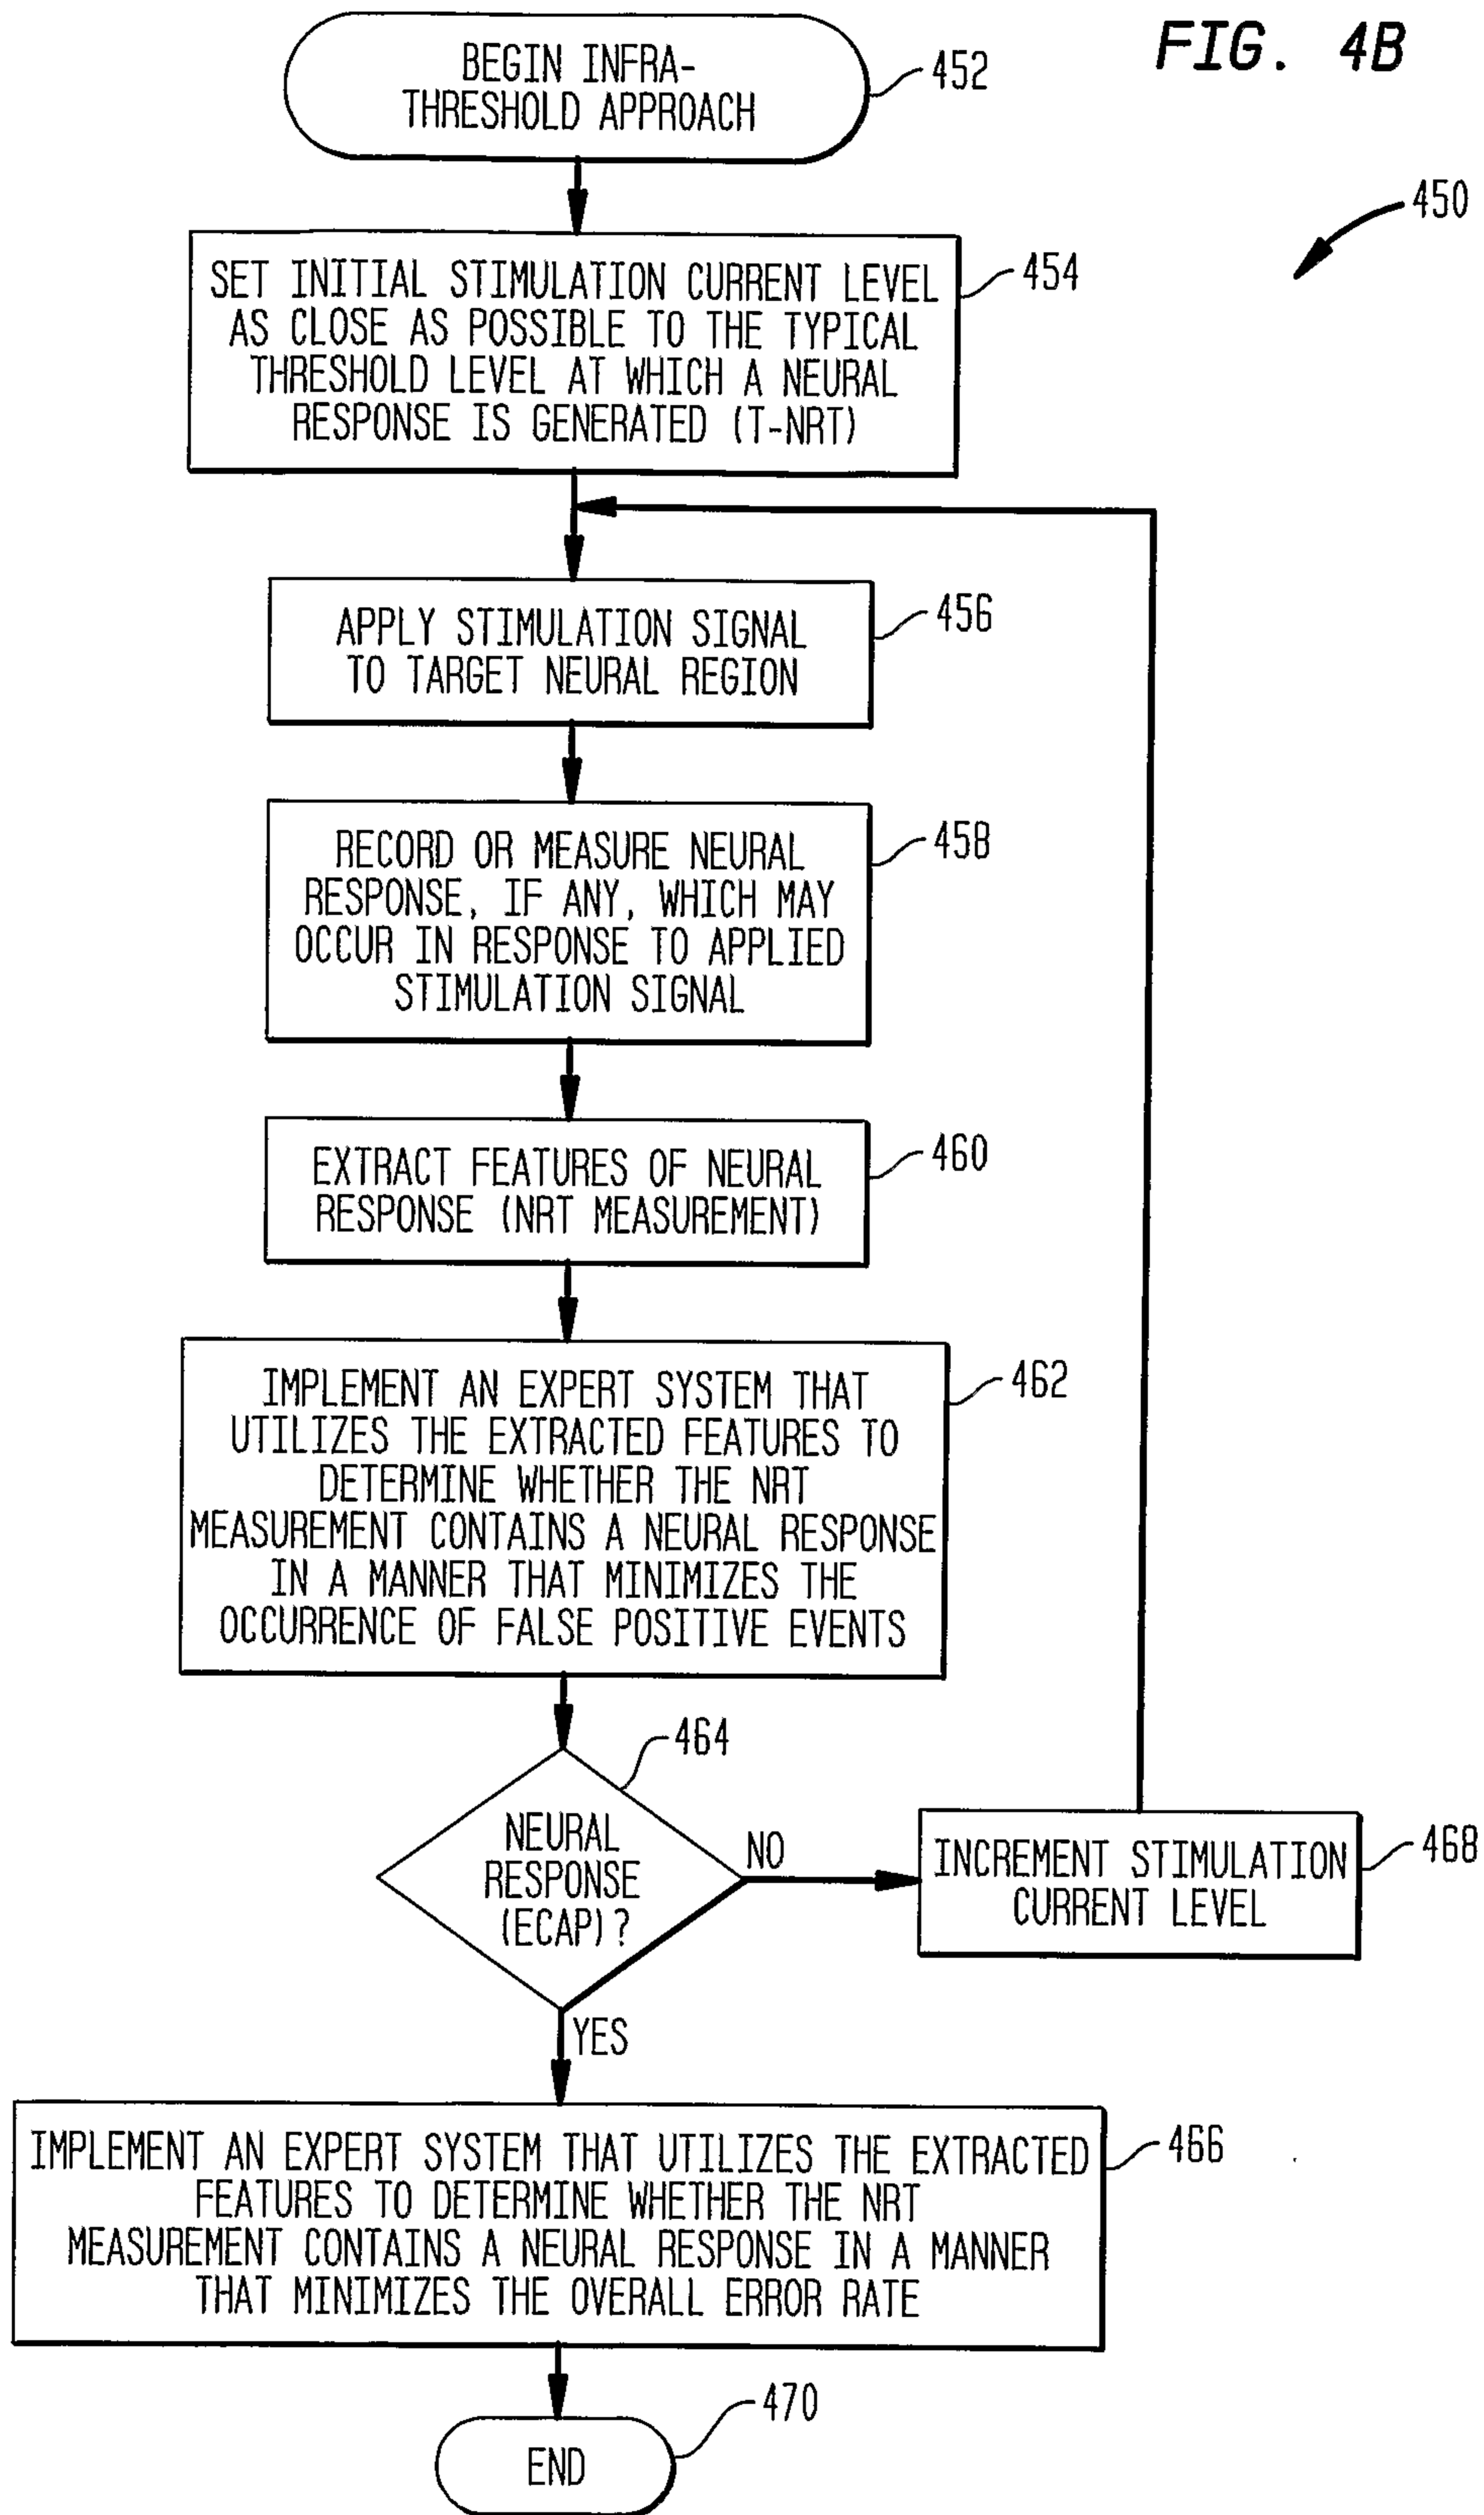 FIG. 4B
BEGIN INFRA-
THRESHOLD APPROACH
452
450
SET INITIAL STIMULATION CURRENT LEVEL
AS CLOSE AS POSSIBLE TO THE TYPICAL
THRESHOLD LEVEL AT WHICH A NEURAL
RESPONSE IS GENERATED (T-NRT)
454
APPLY STIMULATION SIGNAL
TO TARGET NEURAL REGION
456
RECORD OR MEASURE NEURAL
RESPONSE, IF ANY, WHICH MAY
OCCUR IN RESPONSE TO APPLIED
STIMULATION SIGNAL
458
EXTRACT FEATURES OF NEURAL
RESPONSE (NRT MEASUREMENT)
460
IMPLEMENT AN EXPERT SYSTEM THAT
UTILIZES THE EXTRACTED FEATURES TO
DETERMINE WHETHER THE NRT
MEASUREMENT CONTAINS A NEURAL RESPONSE
IN A MANNER THAT MINIMIZES THE
OCCURRENCE OF FALSE POSITIVE EVENTS
462
464
NEURAL
RESPONSE
(ECAP)?
NO
INCREMENT STIMULATION
CURRENT LEVEL
468
YES
IMPLEMENT AN EXPERT SYSTEM THAT UTILIZES THE EXTRACTED
FEATURES TO DETERMINE WHETHER THE NRT
MEASUREMENT CONTAINS A NEURAL RESPONSE IN A MANNER
THAT MINIMIZES THE OVERALL ERROR RATE
466
470
END